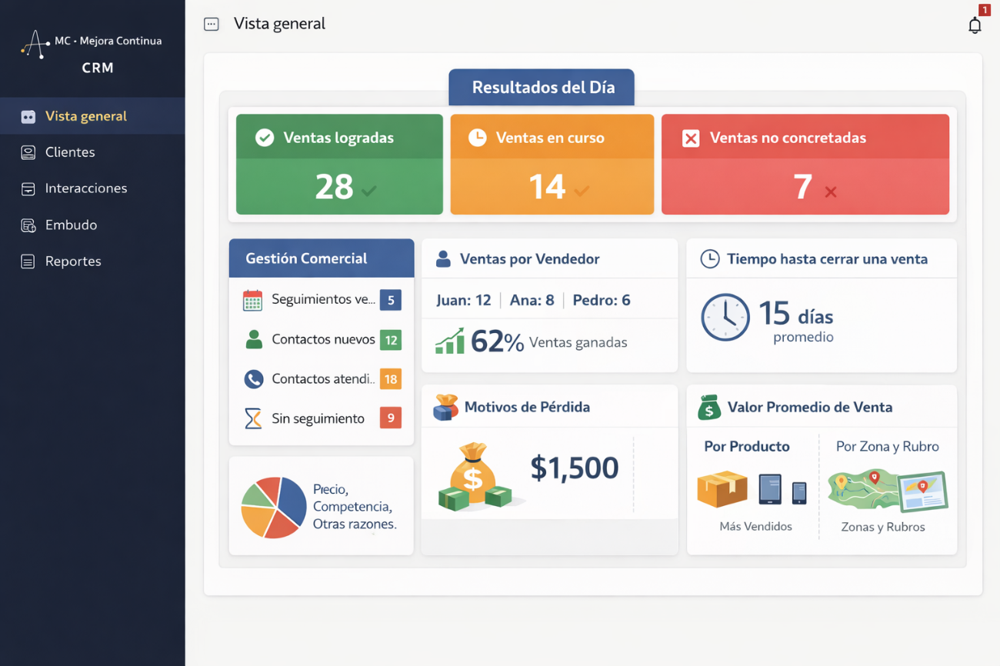 MC • Mejora Continua
CRM
Vista general
Clientes
Interacciones
Embudo
Reportes
Vista general
1
Resultados del Día
Ventas logradas
28
Ventas en curso
14
Ventas no concretadas
7
Gestión Comercial
Seguimientos ve...
5
Contactos nuevos
12
Contactos atendi..
18
Sin seguimiento
9
Precio,
Competencia,
Otras razones.
Ventas por Vendedor
Juan: 12 | Ana: 8 | Pedro: 6
62% Ventas ganadas
Tiempo hasta cerrar una venta
15 días
promedio
Motivos de Pérdida
$
$1,500
$ Valor Promedio de Venta
Por Producto
Más Vendidos
Por Zona y Rubro
Zonas y Rubros